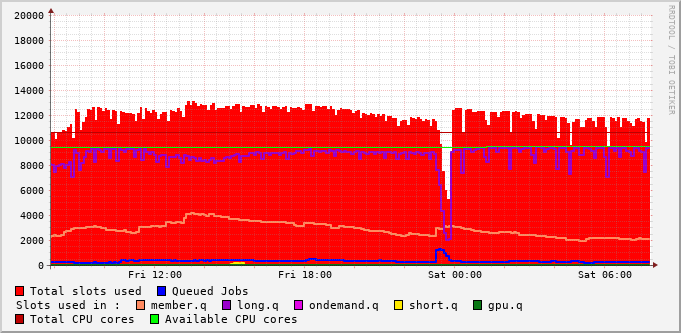 RRDTOOL / TOBI OETIKER
20000
18000
16000
14000
12000
10000
8000
6000
4000
2000
0
Fri 12:00 Fri 18:00 Sat 00:00 Sat 06:00
Total slots used Queued Jobs
Slots used in : member.q long.q ondemand.q short.q gpu.q
Total CPU cores Available CPU cores